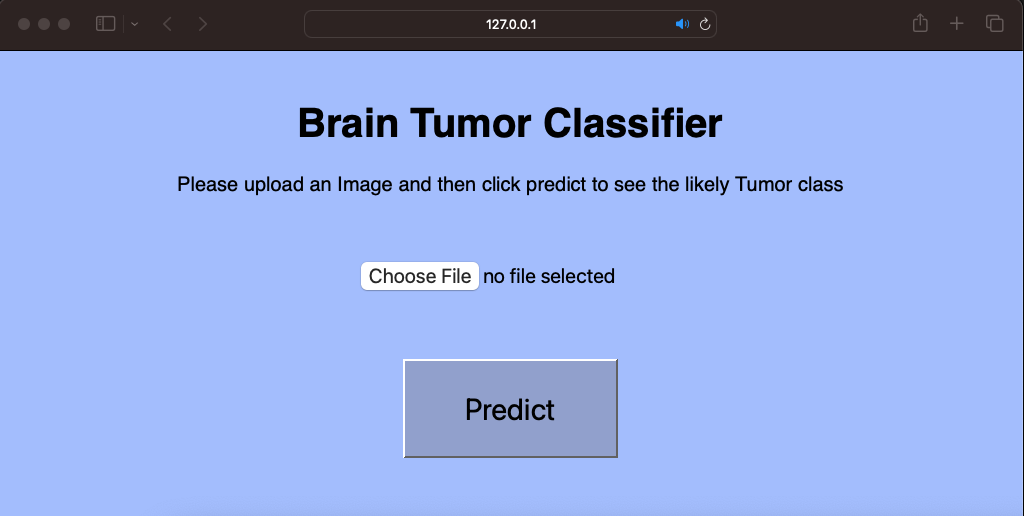 127.0.0.1
Brain Tumor Classifier
Please upload an Image and then click predict to see the likely Tumor class
Choose File no file selected
Predict